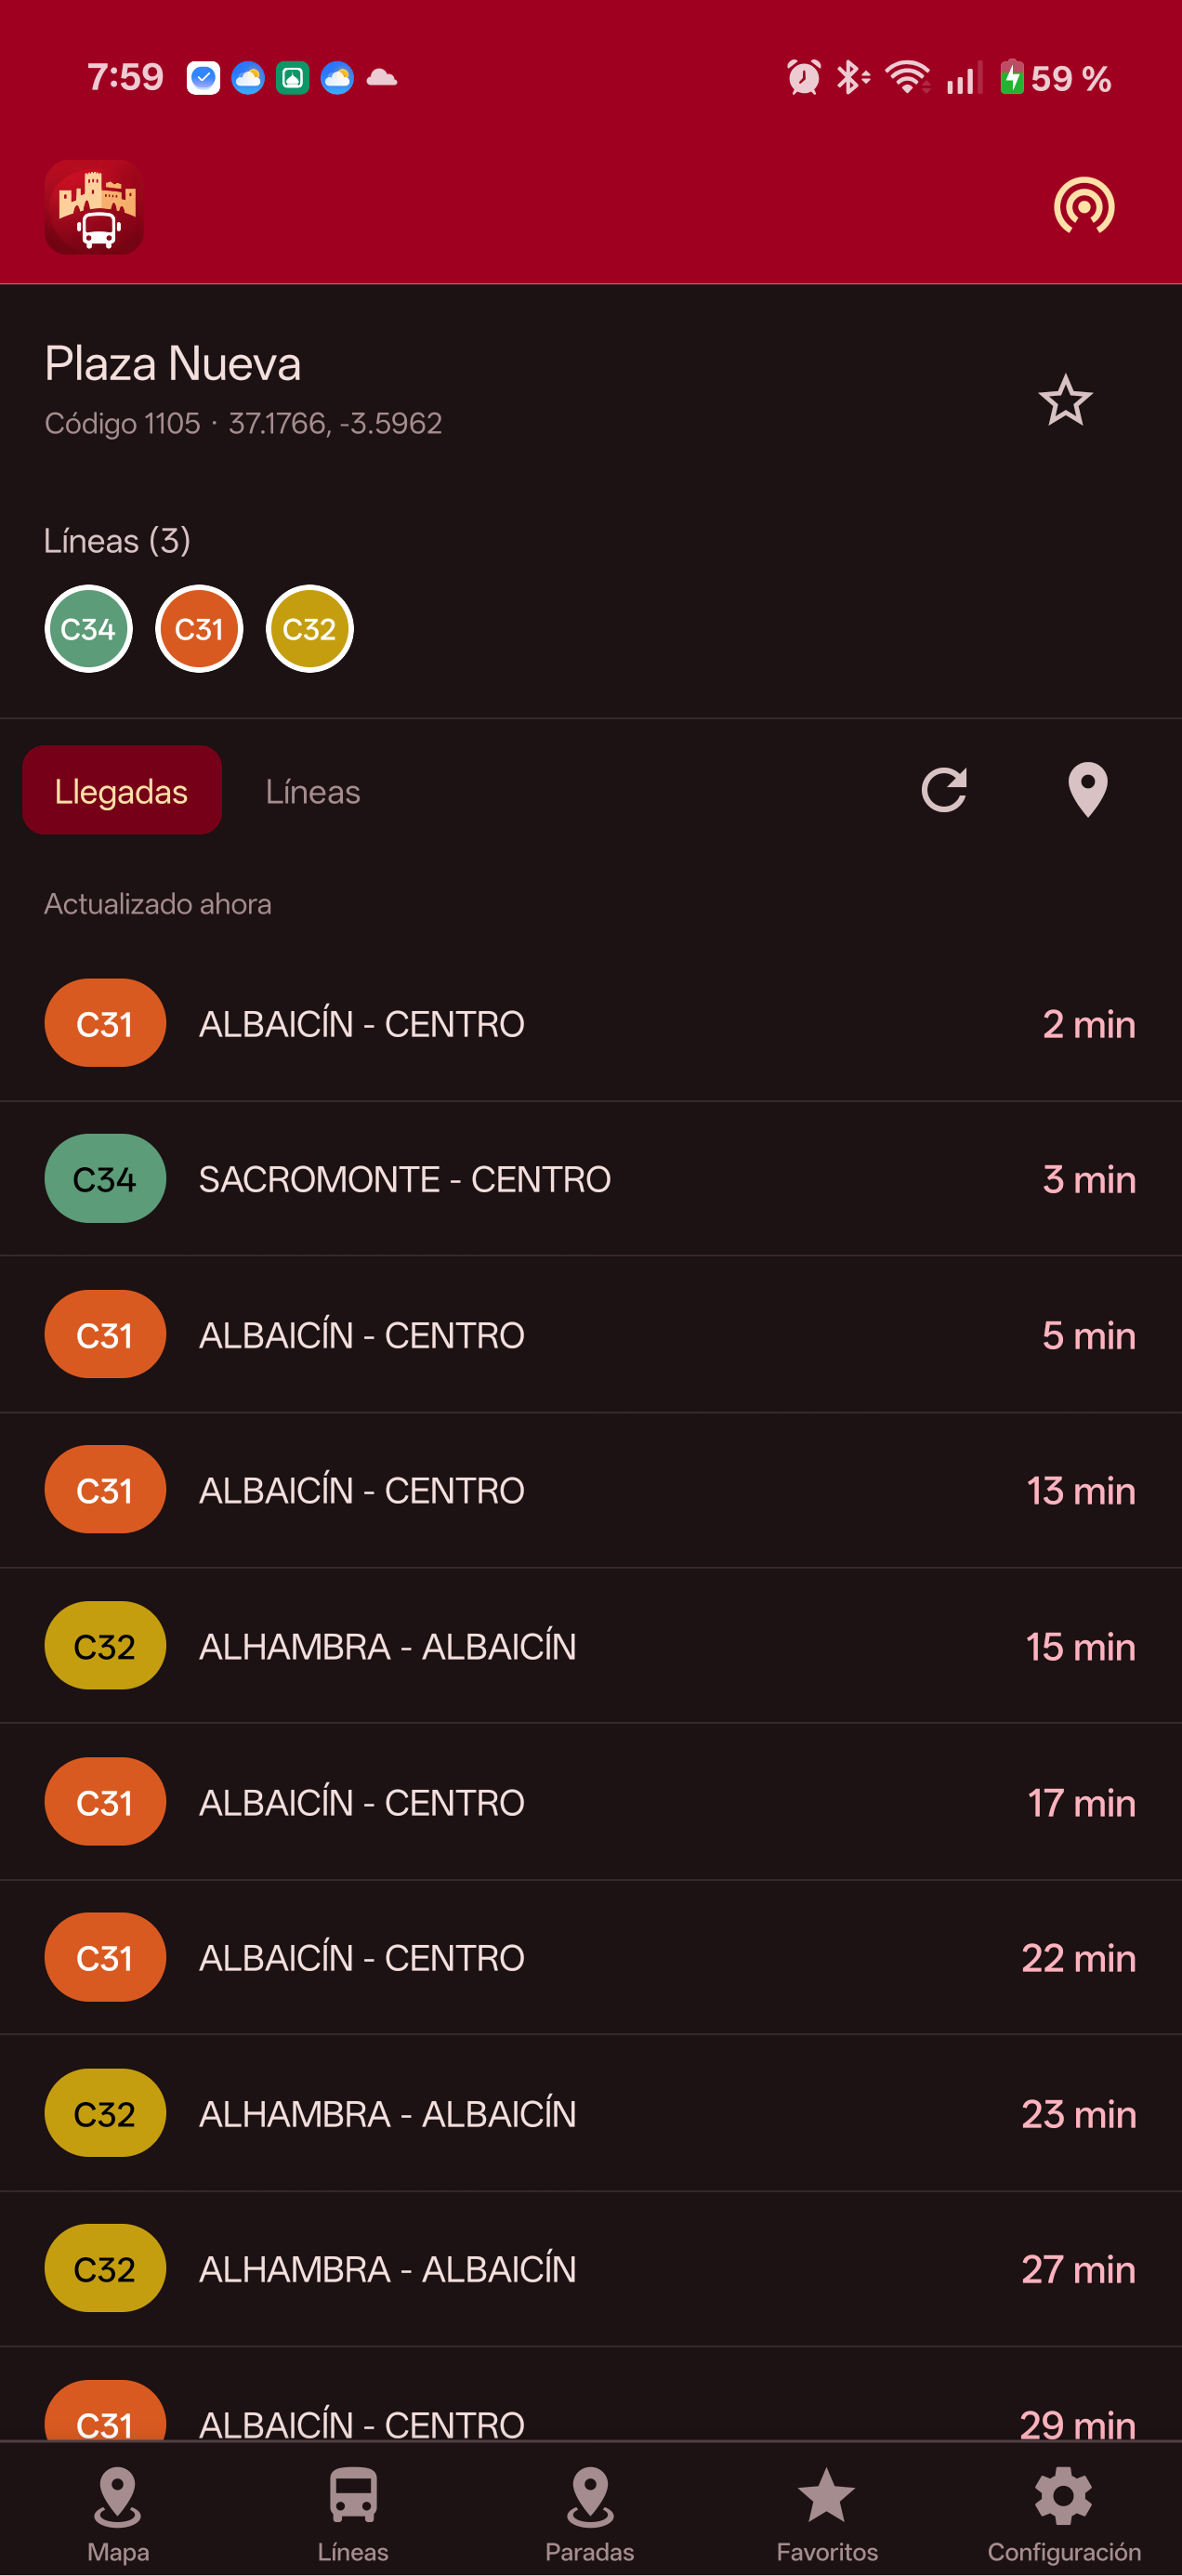 7:59 59 %
Plaza Nueva
Código 1105 · 37.1766, -3.5962
Líneas (3)
C34 C31 C32
Llegadas Líneas
Actualizado ahora
C31 ALBAICÍN - CENTRO 2 min
C34 SACROMONTE - CENTRO 3 min
C31 ALBAICÍN - CENTRO 5 min
C31 ALBAICÍN - CENTRO 13 min
C32 ALHAMBRA - ALBAICÍN 15 min
C31 ALBAICÍN - CENTRO 17 min
C31 ALBAICÍN - CENTRO 22 min
C32 ALHAMBRA - ALBAICÍN 23 min
C32 ALHAMBRA - ALBAICÍN 27 min
C31 ALBAICÍN - CENTRO 29 min
Mapa Líneas Paradas Favoritos Configuración